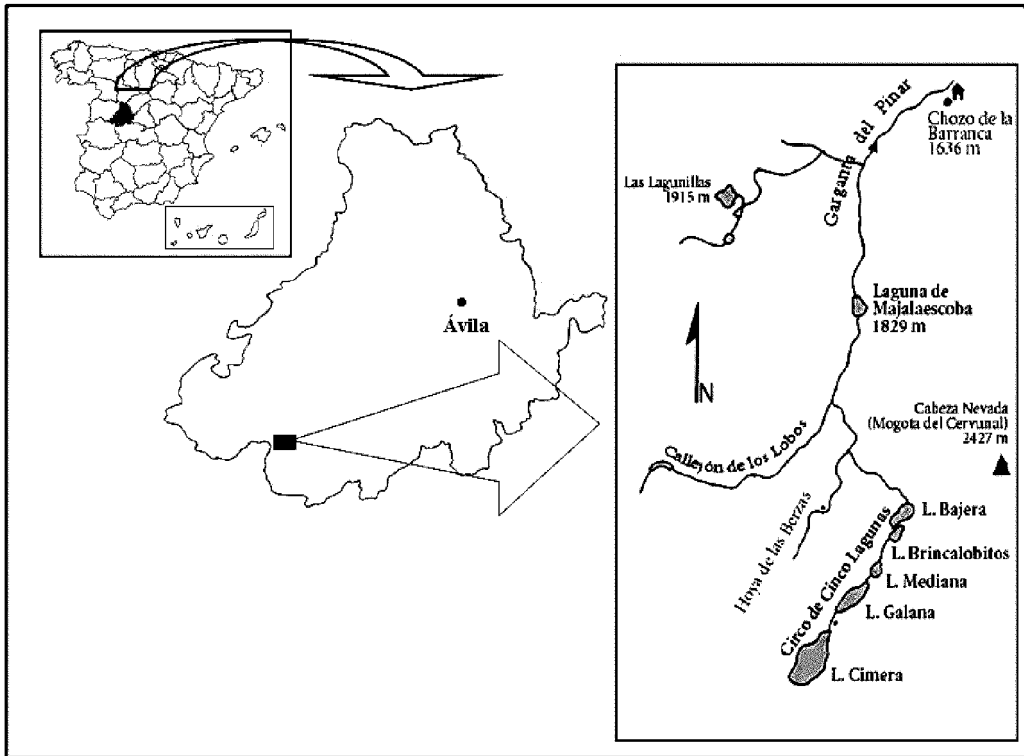 Ávila
N
Garganta del Pinar
Chozo de la
Barranca
1636 m
Las Lagunillas
1915 m
Laguna de
Majalaescoba
1829 m
Cabeza Nevada
(Mogota del Cervunal)
2427 m
Callejón de los Lobos
Hoya de las Berzas
Circo de Cinco Lagunas
L. Bajera
L. Brincalobitos
L. Mediana
L. Galana
L. Cimera